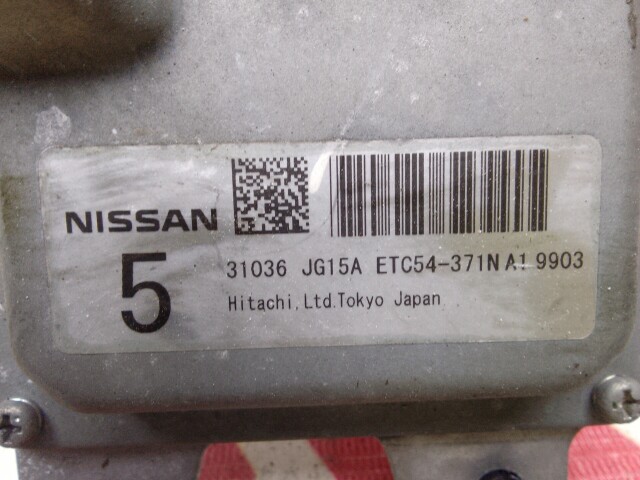 NISSAN
5
31036 JG15A ETC54-371N A1 9903
Hitachi,Ltd.Tokyo Japan